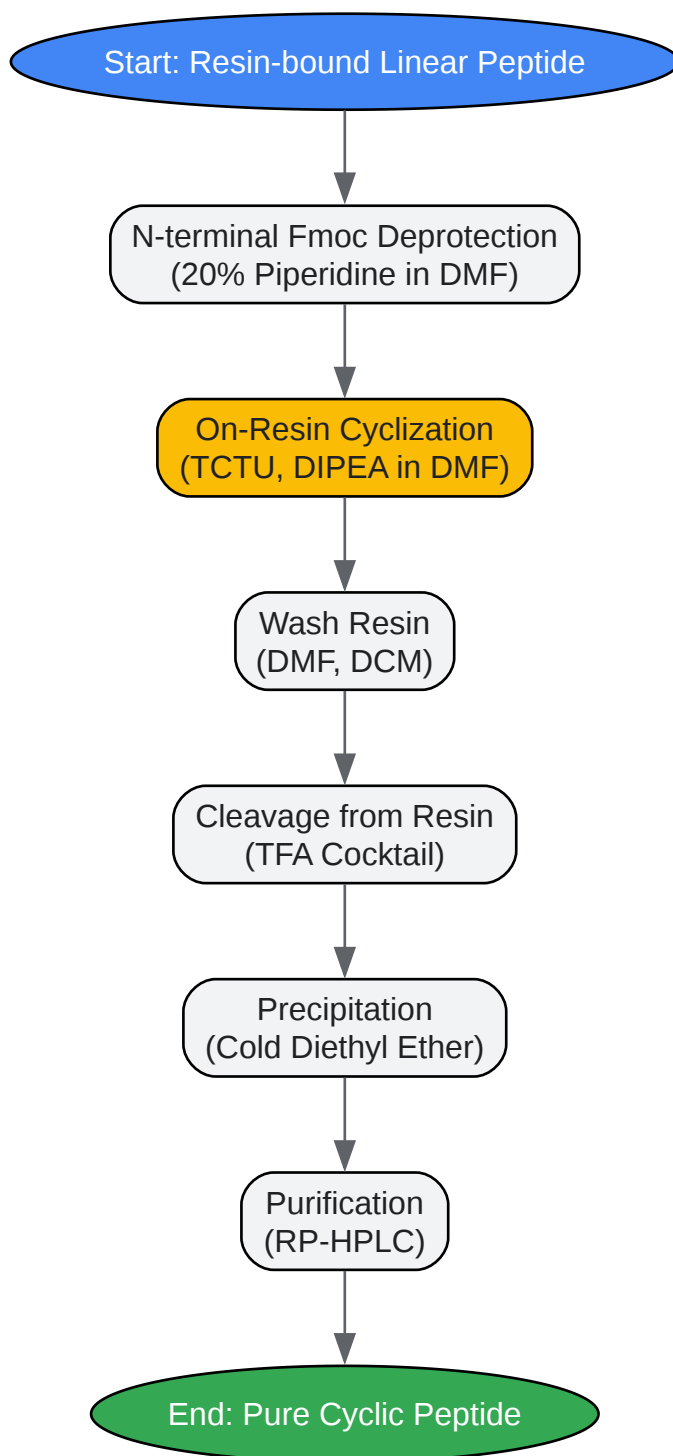 Start: Resin-bound Linear Peptide
N-terminal Fmoc Deprotection
(20% Piperidine in DMF)
On-Resin Cyclization
(TCTU, DIPEA in DMF)
Wash Resin
(DMF, DCM)
Cleavage from Resin
(TFA Cocktail)
Precipitation
(Cold Diethyl Ether)
Purification
(RP-HPLC)
End: Pure Cyclic Peptide